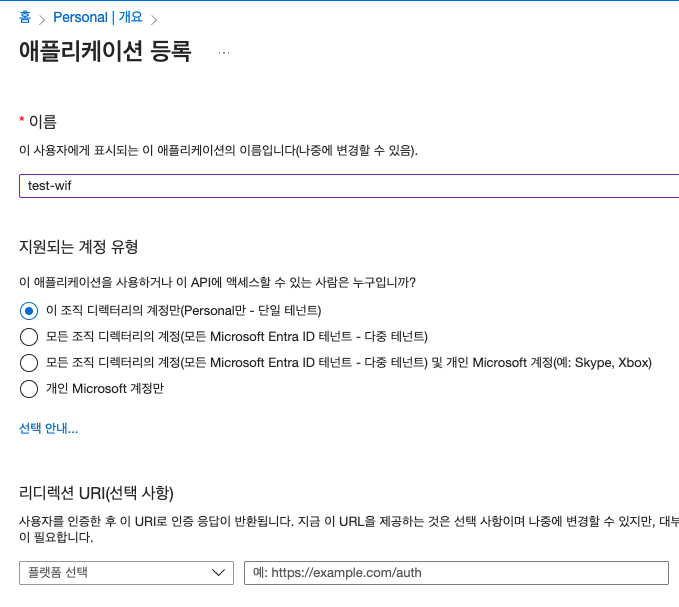 홈 > Personal | 개요 >
애플리케이션 등록 ...
* 이름
이 사용자에게 표시되는 이 애플리케이션의 이름입니다(나중에 변경할 수 있음).
test-wif
지원되는 계정 유형
이 애플리케이션을 사용하거나 이 API에 액세스할 수 있는 사람은 누구입니까?
이 조직 디렉터리의 계정만(Personal만 - 단일 테넌트)
모든 조직 디렉터리의 계정(모든 Microsoft Entra ID 테넌트 - 다중 테넌트)
모든 조직 디렉터리의 계정(모든 Microsoft Entra ID 테넌트 - 다중 테넌트) 및 개인 Microsoft 계정(예: Skype, Xbox)
개인 Microsoft 계정만
선택 안내...
리디렉션 URI(선택 사항)
사용자를 인증한 후 이 URI로 인증 응답이 반환됩니다. 지금 이 URL을 제공하는 것은 선택 사항이며 나중에 변경할 수 있지만, 대부
이 필요합니다.
플랫폼 선택
예: https://example.com/auth